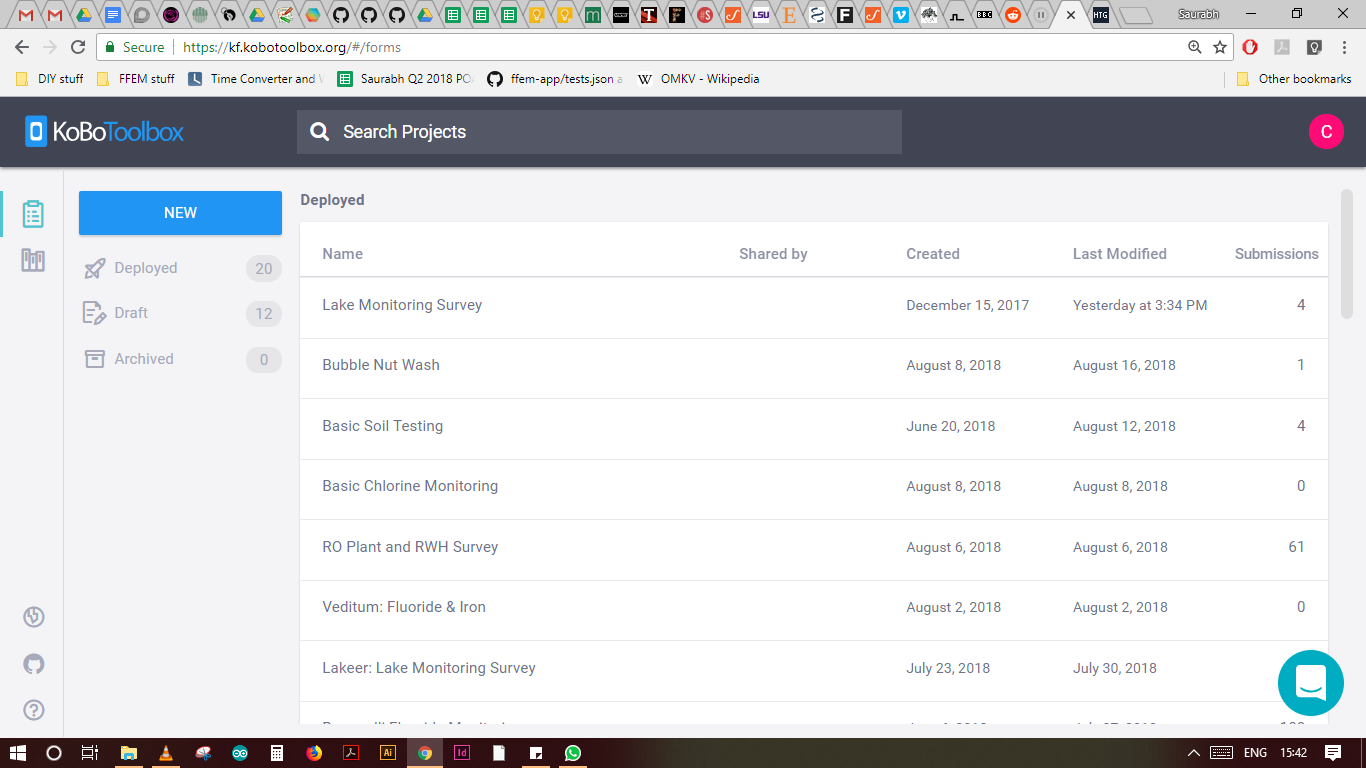 Saurabh
Secure https://kf.kobotoolbox.org/#/forms
DIY stuff FFEM stuff Time Converter and Saurabh Q2 2018 PO ffem-app/tests.json a OMKV - Wikipedia Other bookmarks
KoBoToolbox Search Projects C
NEW
Deployed 20
Draft 12
Archived 0
Deployed
Name Shared by Created Last Modified Submissions
Lake Monitoring Survey December 15, 2017 Yesterday at 3:34 PM 4
Bubble Nut Wash August 8, 2018 August 16, 2018 1
Basic Soil Testing June 20, 2018 August 12, 2018 4
Basic Chlorine Monitoring August 8, 2018 August 8, 2018 0
RO Plant and RWH Survey August 6, 2018 August 6, 2018 61
Veditum: Fluoride & Iron August 2, 2018 August 2, 2018 0
Lakeer: Lake Monitoring Survey July 23, 2018 July 30, 2018
ENG 15:42